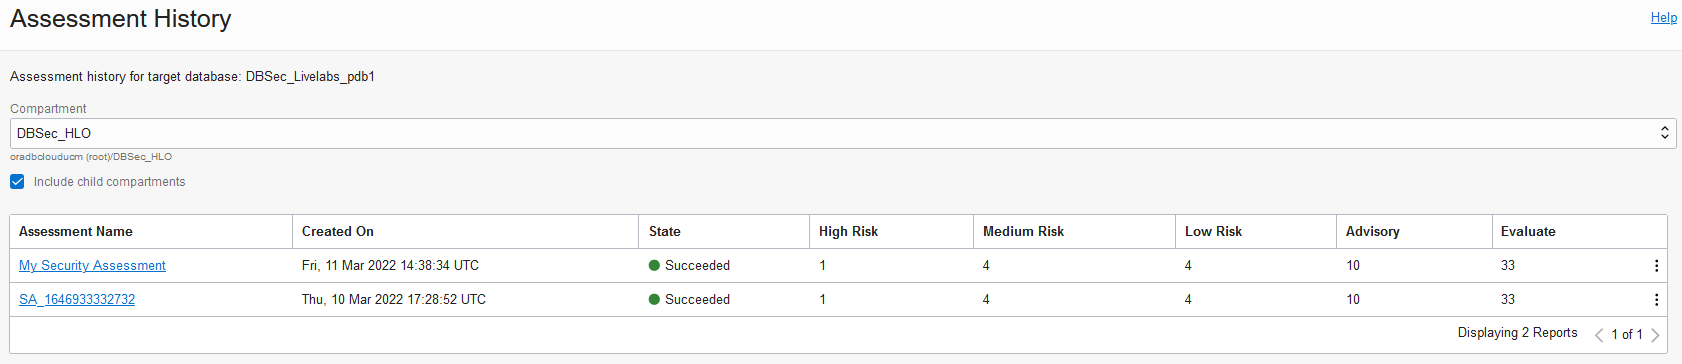 Assessment History
Help
Assessment history for target database: DBSec_Livelabs_pdb1
Compartment
DBSec_HLO
oradbclouducm (root)/DBSec_HLO
Include child compartments
Assessment Name Created On State High Risk Medium Risk Low Risk Advisory Evaluate
My Security Assessment Fri, 11 Mar 2022 14:38:34 UTC Succeeded 1 4 4 10 33
SA_1646933332732 Thu, 10 Mar 2022 17:28:52 UTC Succeeded 1 4 4 10 33
Displaying 2 Reports 1 of 1